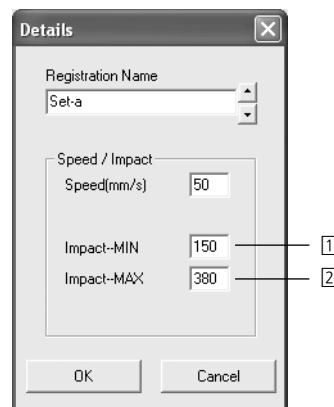 Details
Registration Name
Set-a
Speed / Impact
Speed(mm/s) 50
Impact--MIN 150 1
Impact--MAX 380 2
OK Cancel